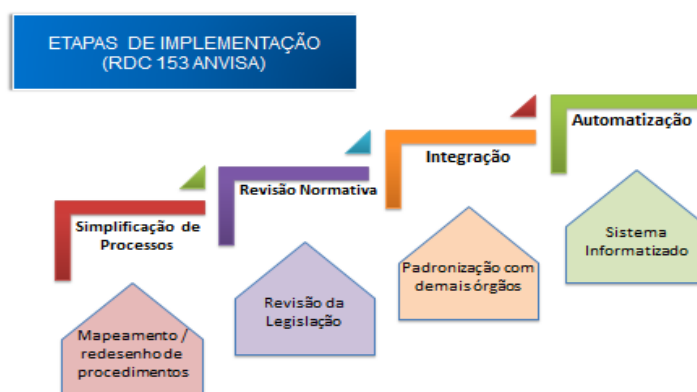 ETAPAS DE IMPLEMENTAÇÃO
(RDC 153 ANVISA)
Simplificação de
Processos
Mapeamento /
redesenho de
procedimentos
Revisão Normativa
Revisão da
Legislação
Integração
Padronização com
demais órgãos
Automatização
Sistema
Informatizado